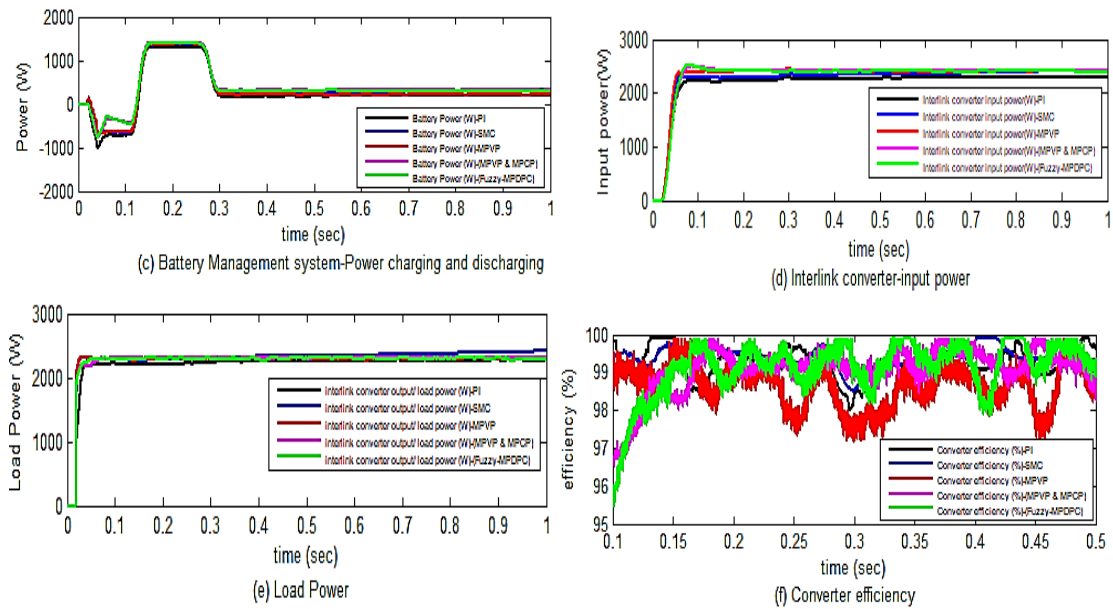 2000
1000
0
-1000
-2000
Power (W)
0 0.1 0.2 0.3 0.4 0.5 0.6 0.7 0.8 0.9 1
time (sec)
Battery Power (W)-PI
Battery Power (W)-SMC
Battery Power (W)-MPVP
Battery Power (W)-(MPVP & MPCP)
Battery Power (W)-(Fuzzy-MPDPC)
(c) Battery Management system-Power charging and discharging
3000
2000
1000
0
Input power(W)
0 0.1 0.2 0.3 0.4 0.5 0.6 0.7 0.8 0.9 1
time (sec)
Interlink converter input power(W)-PI
Interlink converter input power(W)-SMC
Interlink converter input power(W)-MPVP
Interlink converter input power(W)-(MPVP & MPCP)
Interlink converter input power(W)-(Fuzzy-MPDPC)
(d) Interlink converter-input power
3000
2000
1000
0
Load Power (W)
0 0.1 0.2 0.3 0.4 0.5 0.6 0.7 0.8 0.9 1
time (sec)
interlink converter output/ load power (W)-PI
interlink converter output/ load power (W)-SMC
interlink converter output/ load power (W)-MPVP
interlink converter output/ load power (W)-(MPVP & MPCP)
interlink converter output/ load power (W)-(Fuzzy-MPDPC)
(e) Load Power
100
99
98
97
96
95
efficiency (%)
0.1 0.15 0.2 0.25 0.3 0.35 0.4 0.45 0.5
time (sec)
Converter efficiency (%)-PI
Converter efficiency (%)-SMC
Converter efficiency (%)-MPVP
Converter efficiency (%)-(MPVP & MPCP)
Converter efficiency (%)-(Fuzzy-MPDPC)
(f) Converter efficiency